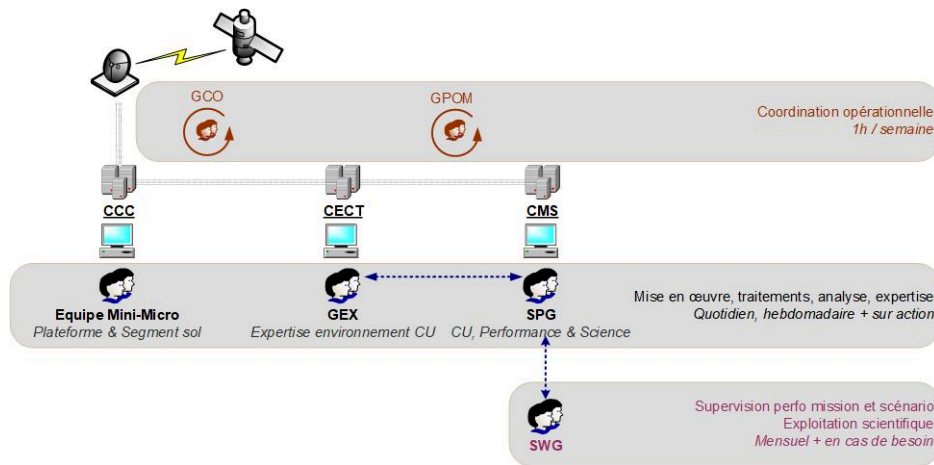 GCO
GPOM
Coordination opérationnelle
1h / semaine
CCC
CECT
CMS
Equipe Mini-Micro
Plateforme & Segment sol
GEX
Expertise environnement CU
SPG
CU, Performance & Science
Mise en œuvre, traitements, analyse, expertise
Quotidien, hebdomadaire + sur action
SWG
Supervision perfo mission et scénario
Exploitation scientifique
Mensuel + en cas de besoin